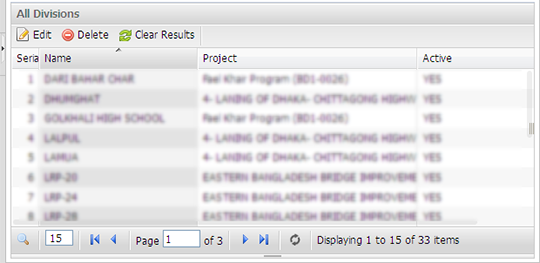 All Divisions
Edit Delete Clear Results
Seria Name Project Active
1 DARI BAHAR CHAR Feel Khar Program (BD1-0026) YES
2 DHUMGHAT 4- LANING OF DHAKA- CHITTAGONG HIGHW YES
3 GOLKHALI HIGH SCHOOL Feel Khar Program (BD1-0026) YES
4 LALPUL 4- LANING OF DHAKA- CHITTAGONG HIGHW YES
5 LAMUA 4- LANING OF DHAKA- CHITTAGONG HIGHW YES
6 LRP-20 EASTERN BANGLADESH BRIDGE IMPROVEME YES
7 LRP-24 EASTERN BANGLADESH BRIDGE IMPROVEME YES
8 LRP-28 EASTERN BANGLADESH BRIDGE IMPROVEME YES
15 Page 1 of 3 Displaying 1 to 15 of 33 items